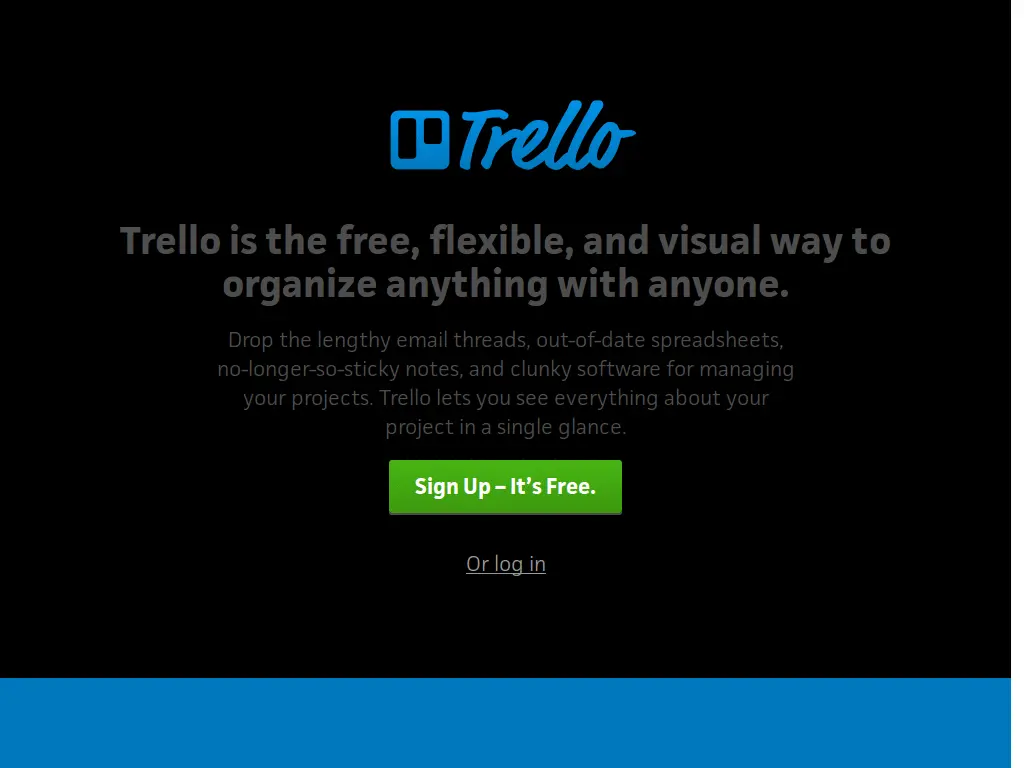 Trello
Trello is the free, flexible, and visual way to
organize anything with anyone.
Drop the lengthy email threads, out-of-date spreadsheets,
no-longer-so-sticky notes, and clunky software for managing
your projects. Trello lets you see everything about your
project in a single glance.
Sign Up – It’s Free.
Or log in